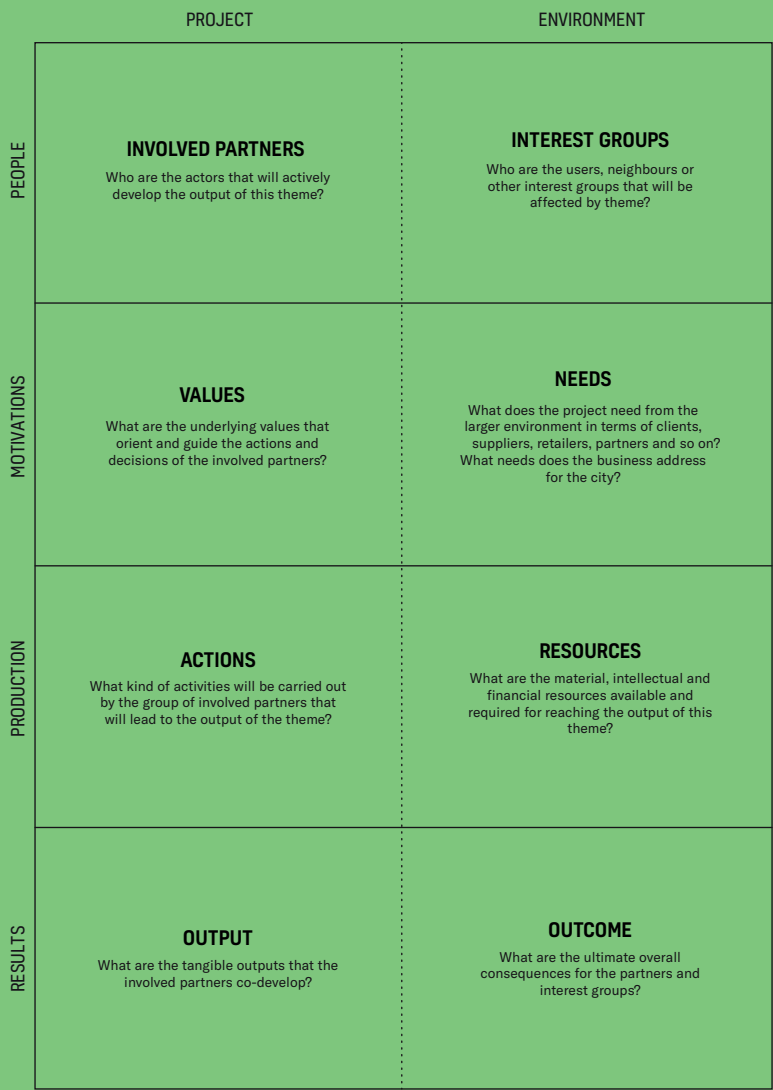 PROJECT
ENVIRONMENT
PEOPLE
INVOLVED PARTNERS
Who are the actors that will actively
develop the output of this theme?
INTEREST GROUPS
Who are the users, neighbours or
other interest groups that will be
affected by theme?
MOTIVATIONS
VALUES
What are the underlying values that
orient and guide the actions and
decisions of the involved partners?
NEEDS
What does the project need from the
larger environment in terms of clients,
suppliers, retailers, partners and so on?
What needs does the business address
for the city?
PRODUCTION
ACTIONS
What kind of activities will be carried out
by the group of involved partners that
will lead to the output of the theme?
RESOURCES
What are the material, intellectual and
financial resources available and
required for reaching the output of this
theme?
RESULTS
OUTPUT
What are the tangible outputs that the
involved partners co-develop?
OUTCOME
What are the ultimate overall
consequences for the partners and
interest groups?